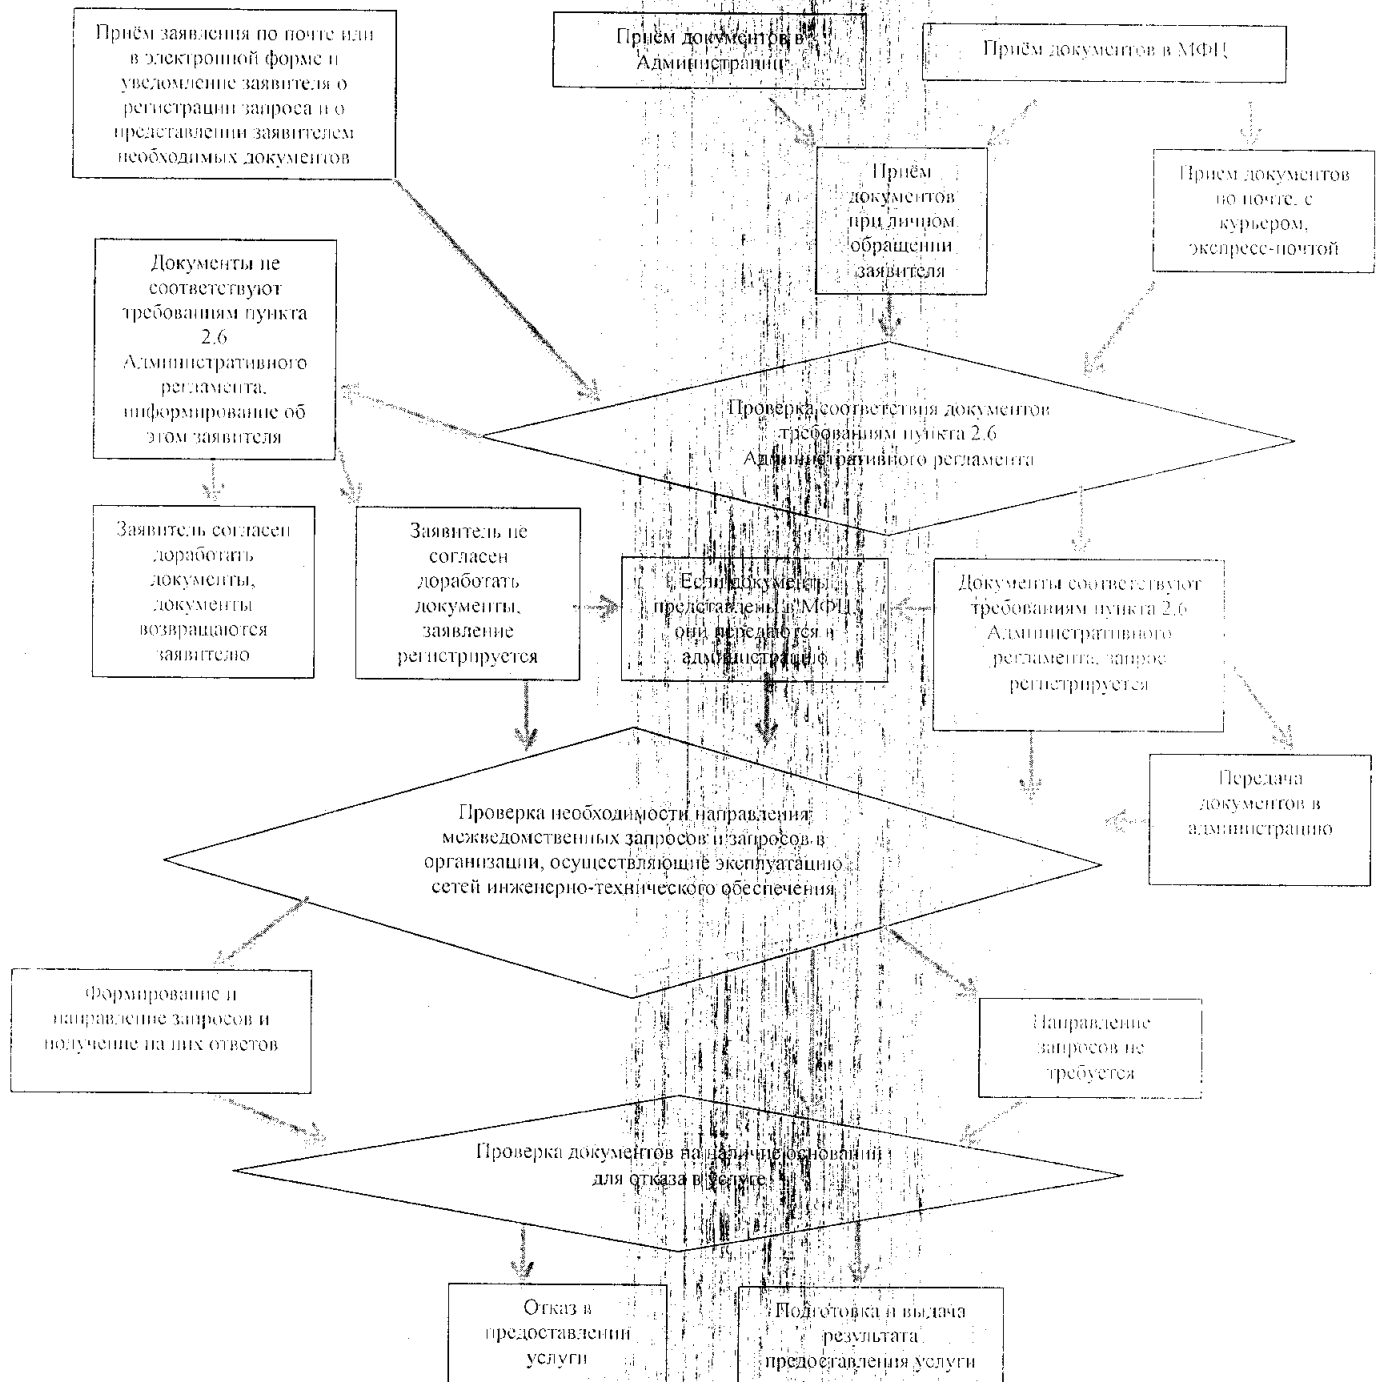 Приём заявления по почте или
в электронной форме и
уведомление заявителя о
регистрации запроса и о
представлении заявителем
необходимых документов
Приём документов в
Администрации
Приём документов в МФЦ
Приём
документов
при личном
обращении
заявителя
Прием документов
по почте, с
курьером,
экспресс-почтой
Документы не
соответствуют
требованиям пункта
2.6
Административного
регламента,
информирование об
этом заявителя
Проверка соответствия документов
требованиям пункта 2.6
Административного регламента
Заявитель согласен
доработать
документы,
документы
возвращаются
заявителю
Заявитель не
согласен
доработать
документы,
заявление
регистрируется
Если документы
представлены в МФЦ,
они передаются в
администрацию
Документы соответствуют
требованиям пункта 2.6
Административного
регламента, запрос
регистрируется
Передача
документов в
администрацию
Проверка необходимости направления
межведомственных запросов и запросов в
организации, осуществляющие эксплуатацию
сетей инженерно-технического обеспечения
Формирование и
направление запросов и
получение на них ответов
Направление
запросов не
требуется
Проверка документов на наличие оснований
для отказа в услуге
Отказ в
предоставлении
услуги
Подготовка и выдача
результата
предоставления услуги